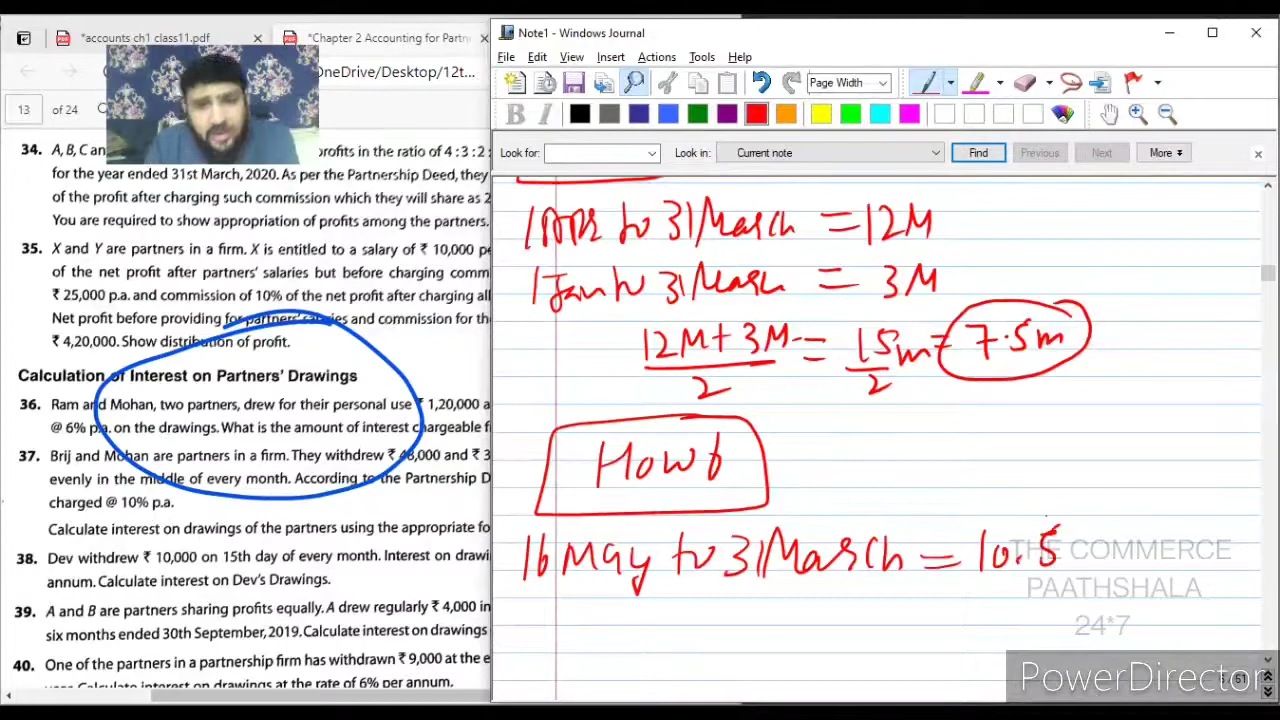 Note1 - Windows Journal
*accounts ch1 class11.pdf
*Chapter 2 Accounting for Partn
File Edit View Insert Actions Tools Help
OneDrive/Desktop/12t...
Page Width
13 of 24
B I
Look for: Look in: Current note Find Previous Next More
34. A, B, C an profits in the ratio of 4 : 3 : 2 :
for the year ended 31st March, 2020. As per the Partnership Deed, they
of the profit after charging such commission which they will share as 2
You are required to show appropriation of profits among the partners.
35. X and Y are partners in a firm. X is entitled to a salary of ₹ 10,000 pe
of the net profit after partners' salaries but before charging comm
₹ 25,000 p.a. and commission of 10% of the net profit after charging all
Net profit before providing for partners' salaries and commission for the
₹ 4,20,000. Show distribution of profit.
Calculation of Interest on Partners' Drawings
36. Ram and Mohan, two partners, drew for their personal use ₹ 1,20,000 a
@ 6% p.a. on the drawings. What is the amount of interest chargeable f
37. Brij and Mohan are partners in a firm. They withdrew ₹ 48,000 and ₹ 3
evenly in the middle of every month. According to the Partnership D
charged @ 10% p.a.
Calculate interest on drawings of the partners using the appropriate fo
38. Dev withdrew ₹ 10,000 on 15th day of every month. Interest on drawi
annum. Calculate interest on Dev's Drawings.
39. A and B are partners sharing profits equally. A drew regularly ₹ 4,000 in
six months ended 30th September, 2019. Calculate interest on drawings
40. One of the partners in a partnership firm has withdrawn ₹ 9,000 at the e
year. Calculate interest on drawings at the rate of 6% per annum.
1 APR to 31 March = 12M
1 Jan to 31 March = 3M
12M + 3M = 15m = 7.5m
2 2
16 May to 31 March = 10.5
THE COMMERCE
PAATHSHALA
24*7
PowerDirector